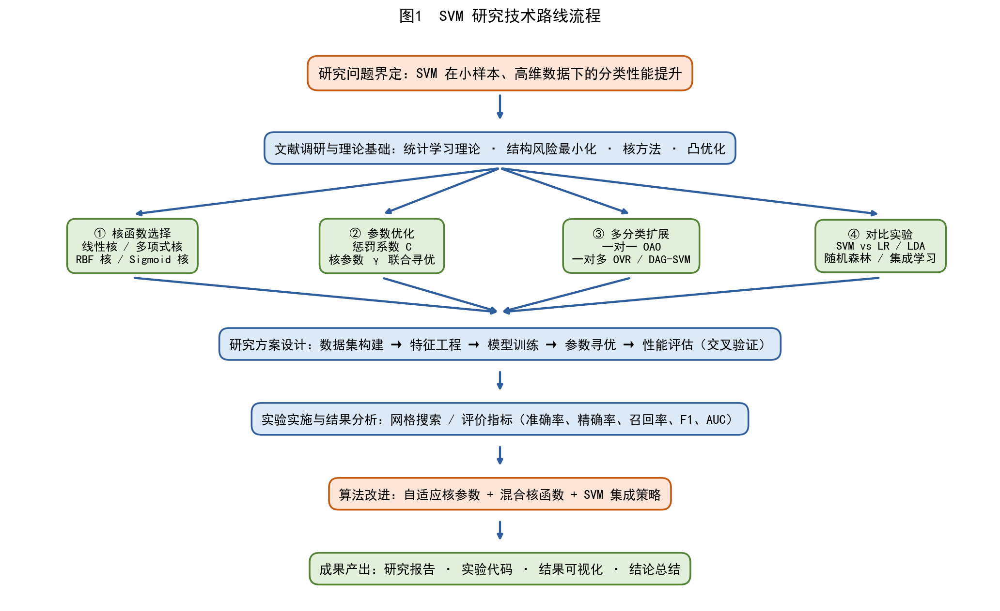 图1  SVM 研究技术路线流程
研究问题界定：SVM 在小样本、高维数据下的分类性能提升
文献调研与理论基础：统计学习理论 · 结构风险最小化 · 核方法 · 凸优化
① 核函数选择
线性核 / 多项式核
RBF 核 / Sigmoid 核
② 参数优化
惩罚系数 C
核参数 γ 联合寻优
③ 多分类扩展
一对一 OAO
一对多 OVR / DAG-SVM
④ 对比实验
SVM vs LR / LDA
随机森林 / 集成学习
研究方案设计：数据集构建 → 特征工程 → 模型训练 → 参数寻优 → 性能评估（交叉验证）
实验实施与结果分析：网格搜索 / 评价指标（准确率、精确率、召回率、F1、AUC）
算法改进：自适应核参数 + 混合核函数 + SVM 集成策略
成果产出：研究报告 · 实验代码 · 结果可视化 · 结论总结